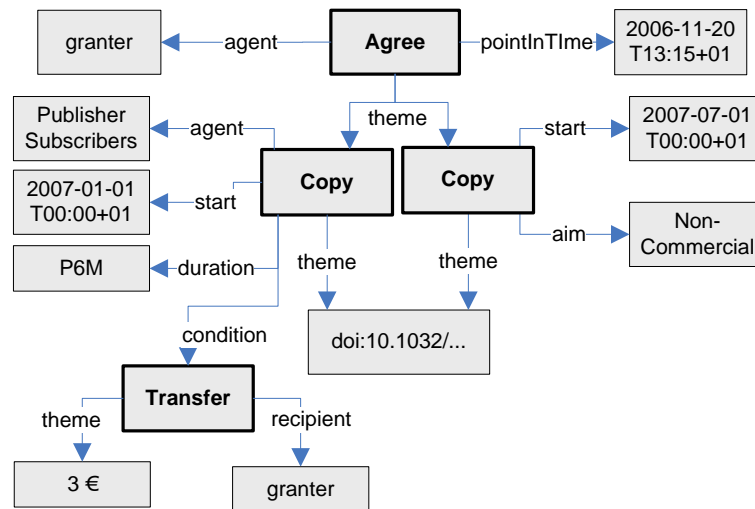 granter
agent
Agree
pointInTIme
2006-11-20
T13:15+01
Publisher
Subscribers
agent
theme
start
2007-07-01
T00:00+01
2007-01-01
T00:00+01
start
Copy
Copy
aim
Non-
Commercial
P6M
duration
theme
theme
condition
doi:10.1032/...
Transfer
theme
recipient
3 €
granter